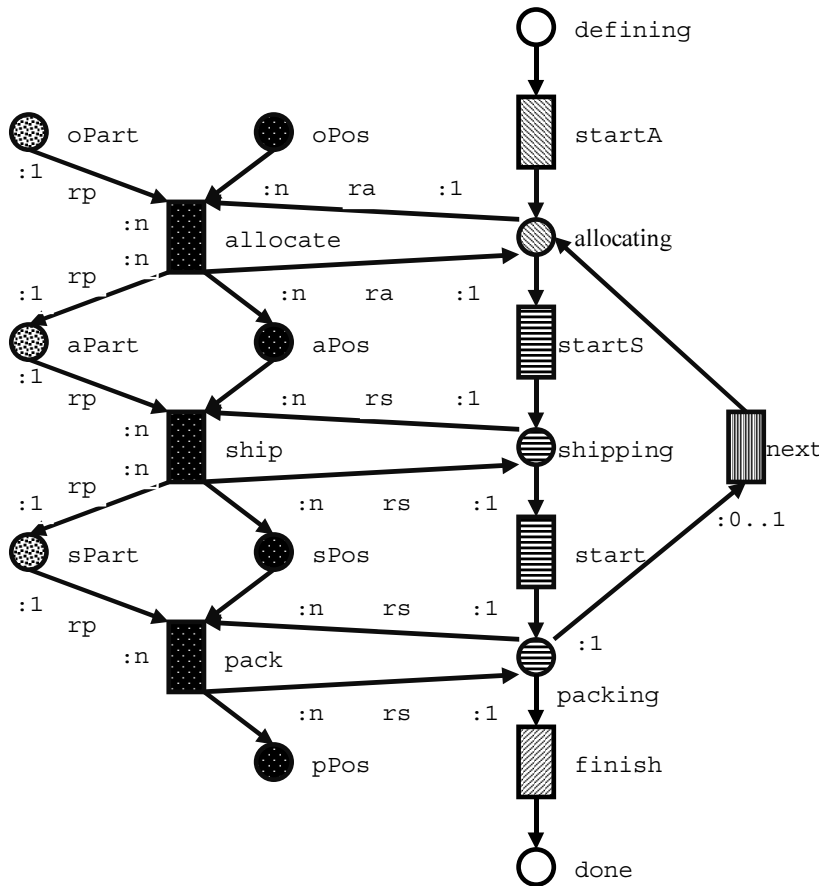 defining
oPart
oPos
startA
:1
rp
:n
ra
:1
:n
allocate
allocating
:n
rp
:1
:n
ra
:1
aPart
aPos
startS
:1
rp
:n
rs
:1
:n
ship
shipping
next
:n
rp
:1
:n
rs
:1
:0..1
sPart
sPos
start
:1
rp
:n
rs
:1
:1
:n
pack
packing
:n
rs
:1
pPos
finish
done